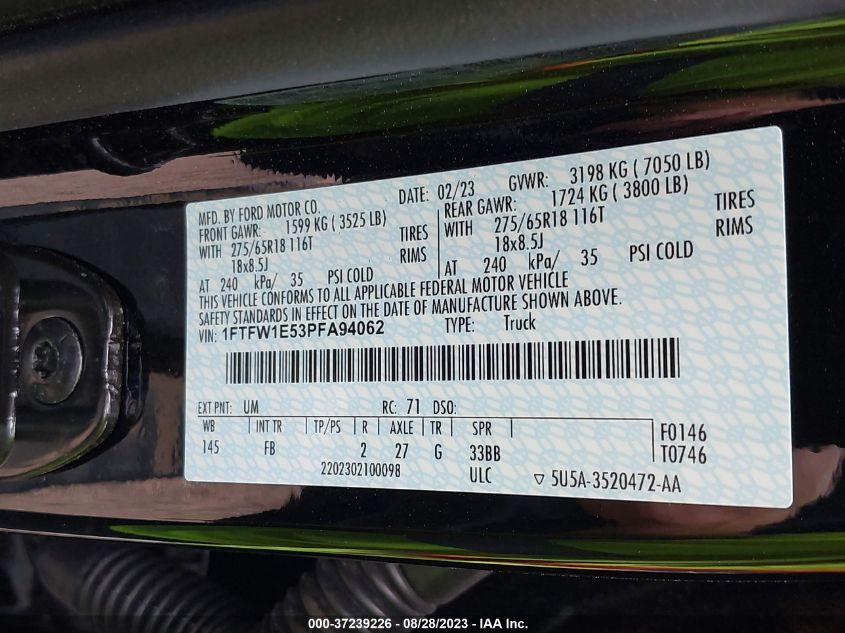 MFD. BY FORD MOTOR CO. DATE: 02/23 GVWR: 3198 KG ( 7050 LB)
FRONT GAWR: 1599 KG ( 3525 LB) REAR GAWR: 1724 KG ( 3800 LB)
WITH 275/65R18 116T TIRES WITH 275/65R18 116T TIRES
18x8.5J RIMS 18x8.5J RIMS
AT 240 kPa/ 35 PSI COLD AT 240 kPa/ 35 PSI COLD
THIS VEHICLE CONFORMS TO ALL APPLICABLE FEDERAL MOTOR VEHICLE
SAFETY STANDARDS IN EFFECT ON THE DATE OF MANUFACTURE SHOWN ABOVE.
VIN: 1FTFW1E53PFA94062 TYPE: Truck
EXT PNT: UM RC: 71 DSO:
WB INT TR TP/PS R AXLE TR SPR F0146
145 FB 2 27 G 33BB T0746
2202302100098 ULC ▽ 5U5A-3520472-AA
000-37239226 - 08/28/2023 - IAA Inc.